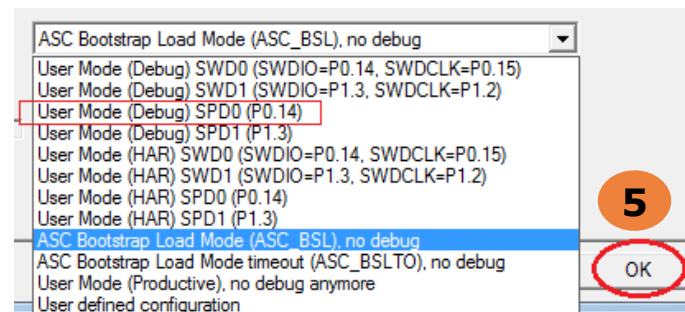 ASC Bootstrap Load Mode (ASC_BSL), no debug
User Mode (Debug) SWD0 (SWDIO=P0.14, SWDCLK=P0.15)
User Mode (Debug) SWD1 (SWDIO=P1.3, SWDCLK=P1.2)
User Mode (Debug) SPD0 (P0.14)
User Mode (Debug) SPD1 (P1.3)
User Mode (HAR) SWD0 (SWDIO=P0.14, SWDCLK=P0.15)
User Mode (HAR) SWD1 (SWDIO=P1.3, SWDCLK=P1.2)
User Mode (HAR) SPD0 (P0.14)
User Mode (HAR) SPD1 (P1.3)
ASC Bootstrap Load Mode (ASC_BSL), no debug
ASC Bootstrap Load Mode timeout (ASC_BSLTO), no debug
User Mode (Productive), no debug anymore
User defined configuration
5
OK